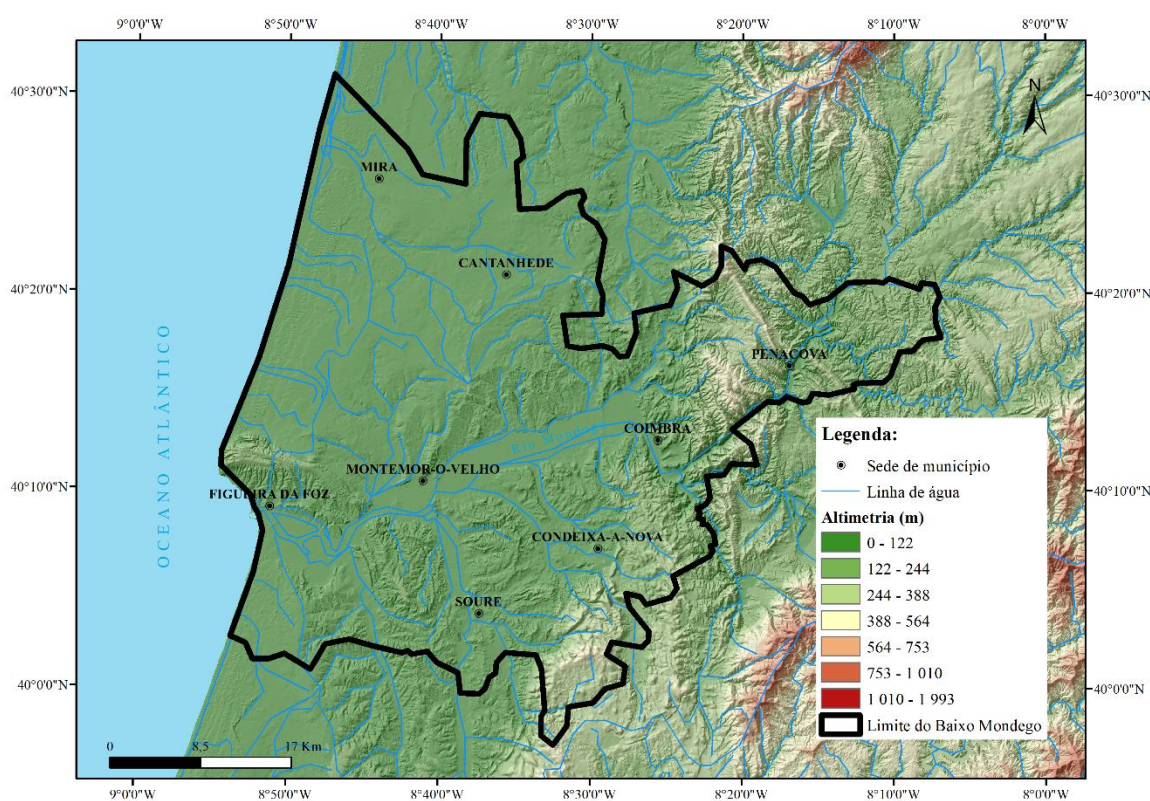 9°0'0"W 8°50'0"W 8°40'0"W 8°30'0"W 8°20'0"W 8°10'0"W 8°0'0"W
40°30'0"N
40°30'0"N
N
MIRA
CANTANHEDE
40°20'0"N
40°20'0"N
OCEANO ATLÂNTICO
PENACOVA
COIMBRA
Rio Mondego
MONTEMOR-O-VELHO
40°10'0"N
40°10'0"N
FIGUEIRA DA FOZ
CONDEIXA-A-NOVA
SOURE
40°0'0"N
40°0'0"N
Legenda:
Sede de município
Linha de água
Altimetria (m)
0 - 122
122 - 244
244 - 388
388 - 564
564 - 753
753 - 1 010
1 010 - 1 993
Limite do Baixo Mondego
0 8,5 17 Km
9°0'0"W 8°50'0"W 8°40'0"W 8°30'0"W 8°20'0"W 8°10'0"W 8°0'0"W